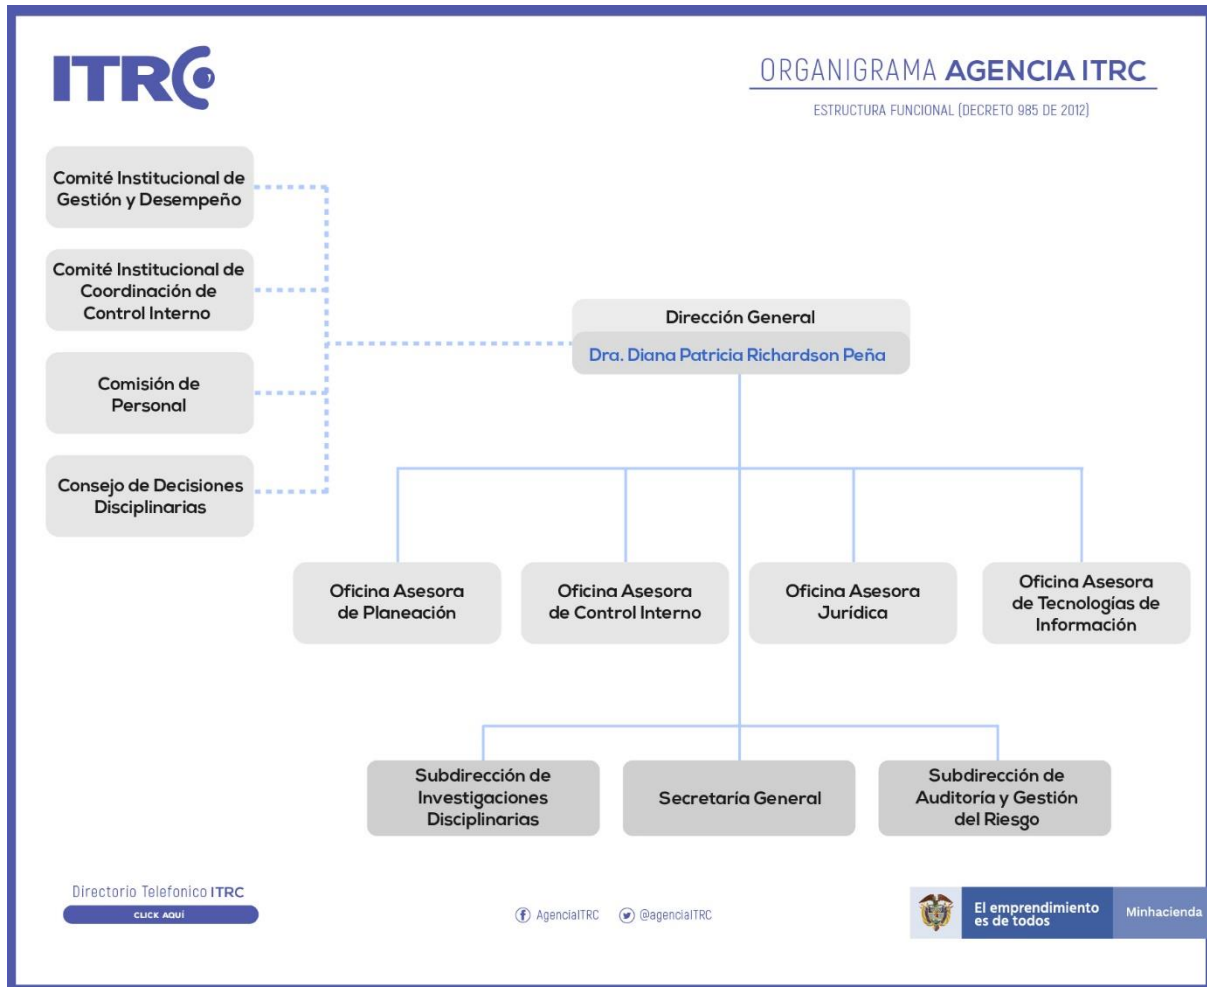 ITRC
ORGANIGRAMA AGENCIA ITRC
ESTRUCTURA FUNCIONAL (DECRETO 985 DE 2012)
Comité Institucional de
Gestión y Desempeño
Comité Institucional de
Coordinación de
Control Interno
Comisión de
Personal
Consejo de Decisiones
Disciplinarias
Dirección General
Dra. Diana Patricia Richardson Peña
Oficina Asesora
de Planeación
Oficina Asesora
de Control Interno
Oficina Asesora
Jurídica
Oficina Asesora
de Tecnologías de
Información
Subdirección de
Investigaciones
Disciplinarias
Secretaría General
Subdirección de
Auditoría y Gestión
del Riesgo
Directorio Telefonico ITRC
CLICK AQUÍ
AgenciaITRC
@agenciaITRC
El emprendimiento
es de todos
Minhacienda